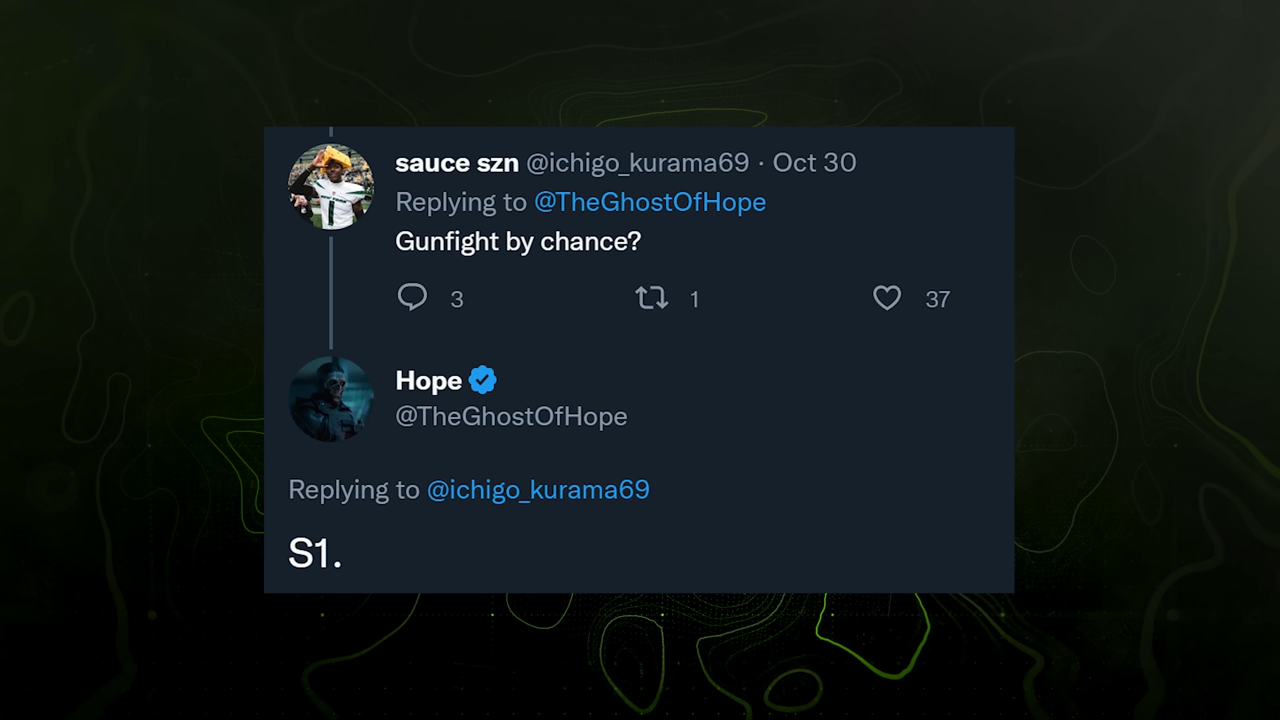 sauce szn @ichigo_kurama69 · Oct 30
Replying to @TheGhostOfHope
Gunfight by chance?
3 1 37
Hope
@TheGhostOfHope
Replying to @ichigo_kurama69
S1.